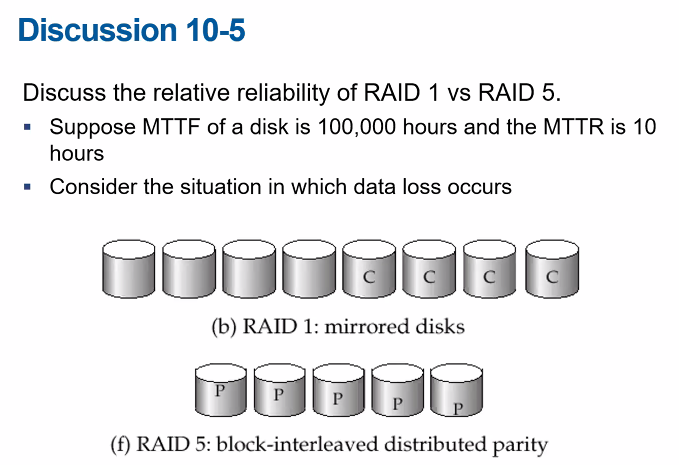 Discussion 10-5
Discuss the relative reliability of RAID 1 vs RAID 5.
▪ Suppose MTTF of a disk is 100,000 hours and the MTTR is 10
hours
▪ Consider the situation in which data loss occurs
C C C C
(b) RAID 1: mirrored disks
P P P P P
(f) RAID 5: block-interleaved distributed parity